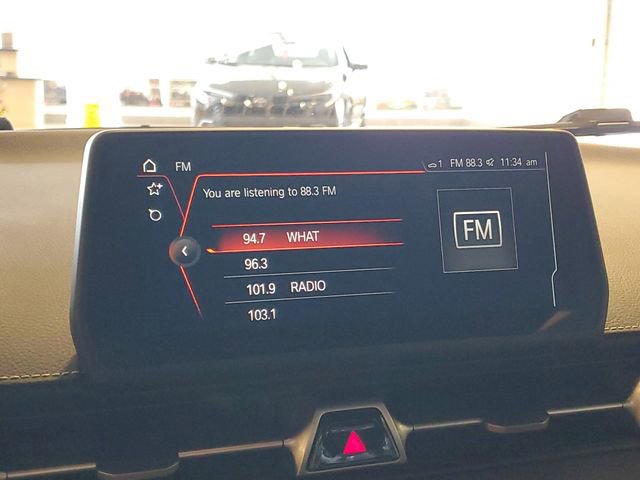 FM
1 FM 88.3 11:34 am
You are listening to 88.3 FM
94.7 WHAT
96.3
101.9 RADIO
103.1
FM